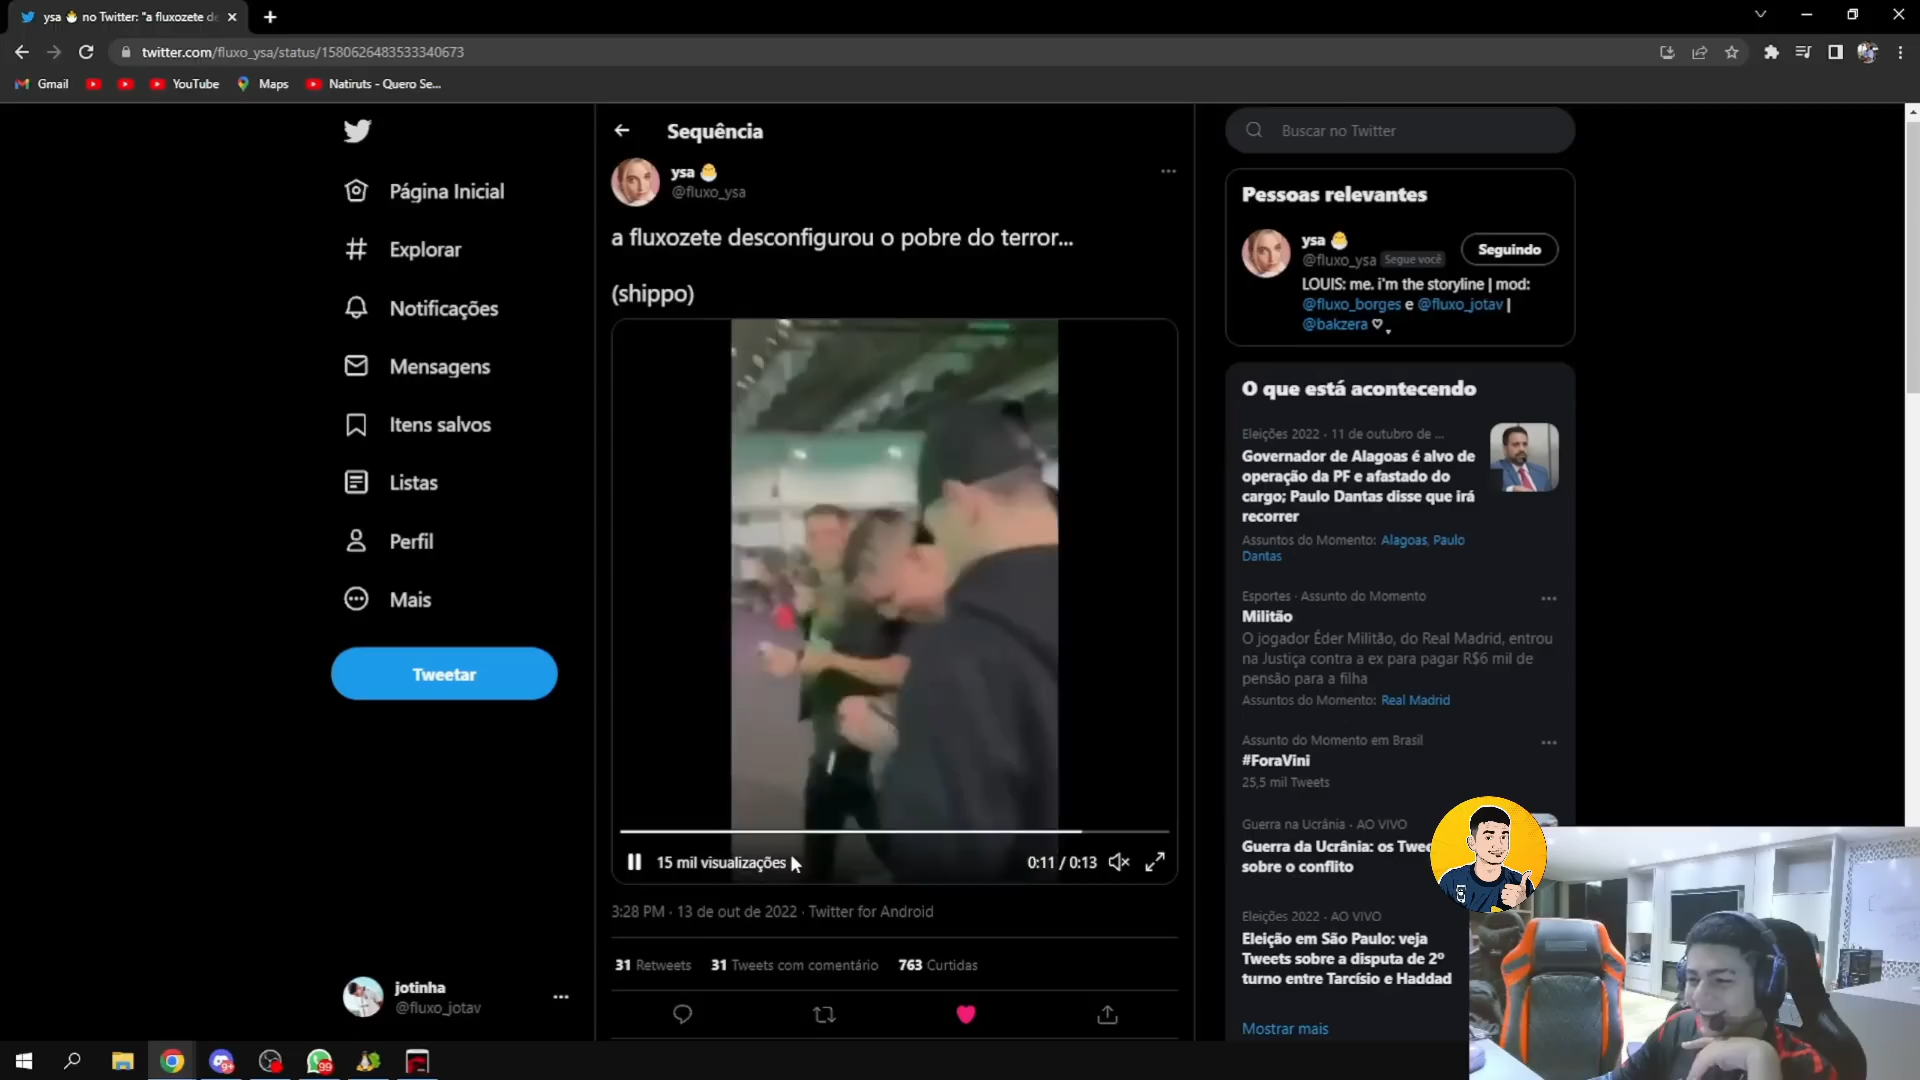 ysa 🐣 no Twitter: "a fluxozete de
twitter.com/fluxo_ysa/status/1580626483533340673
Gmail
YouTube
Maps
Natiruts - Quero Se...
Página Inicial
Explorar
Notificações
Mensagens
Itens salvos
Listas
Perfil
Mais
Tweetar
jotinha
@fluxo_jotav
Sequência
ysa 🐣
@fluxo_ysa
a fluxozete desconfigurou o pobre do terror...
(shippo)
15 mil visualizações
0:11 / 0:13
3:28 PM · 13 de out de 2022 · Twitter for Android
31 Retweets 31 Tweets com comentário 763 Curtidas
Buscar no Twitter
Pessoas relevantes
ysa 🐣
@fluxo_ysa Segue você
Seguindo
LOUIS: me. i'm the storyline | mod:
@fluxo_borges e @fluxo_jotav |
@bakzera ♡
O que está acontecendo
Eleições 2022 · 11 de outubro de ...
Governador de Alagoas é alvo de
operação da PF e afastado do
cargo; Paulo Dantas disse que irá
recorrer
Assuntos do Momento: Alagoas, Paulo
Dantas
Esportes · Assunto do Momento
Militão
O jogador Éder Militão, do Real Madrid, entrou
na Justiça contra a ex para pagar R$6 mil de
pensão para a filha
Assuntos do Momento: Real Madrid
Assunto do Momento em Brasil
#ForaVini
25,5 mil Tweets
Guerra na Ucrânia · AO VIVO
Guerra da Ucrânia: os Twe
sobre o conflito
Eleições 2022 · AO VIVO
Eleição em São Paulo: veja
Tweets sobre a disputa de 2º
turno entre Tarcísio e Haddad
Mostrar mais
9+
99